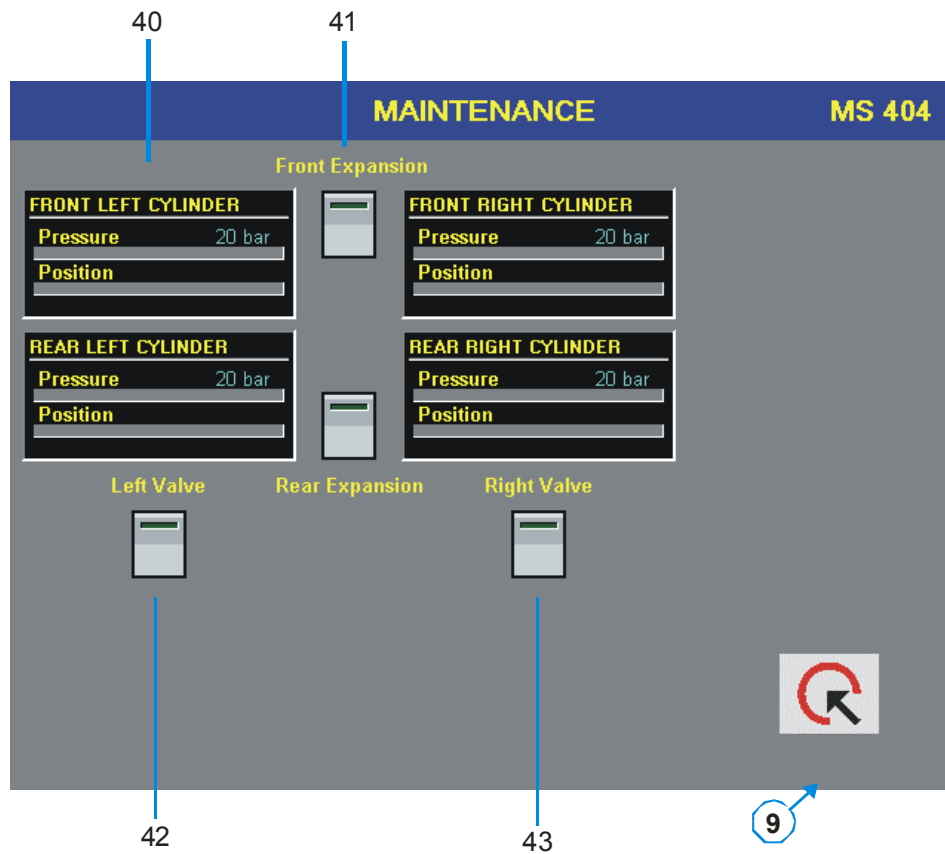 40 41
MAINTENANCE MS 404
Front Expansion
FRONT LEFT CYLINDER
Pressure 20 bar
Position
FRONT RIGHT CYLINDER
Pressure 20 bar
Position
REAR LEFT CYLINDER
Pressure 20 bar
Position
REAR RIGHT CYLINDER
Pressure 20 bar
Position
Left Valve Rear Expansion Right Valve
42 43 9